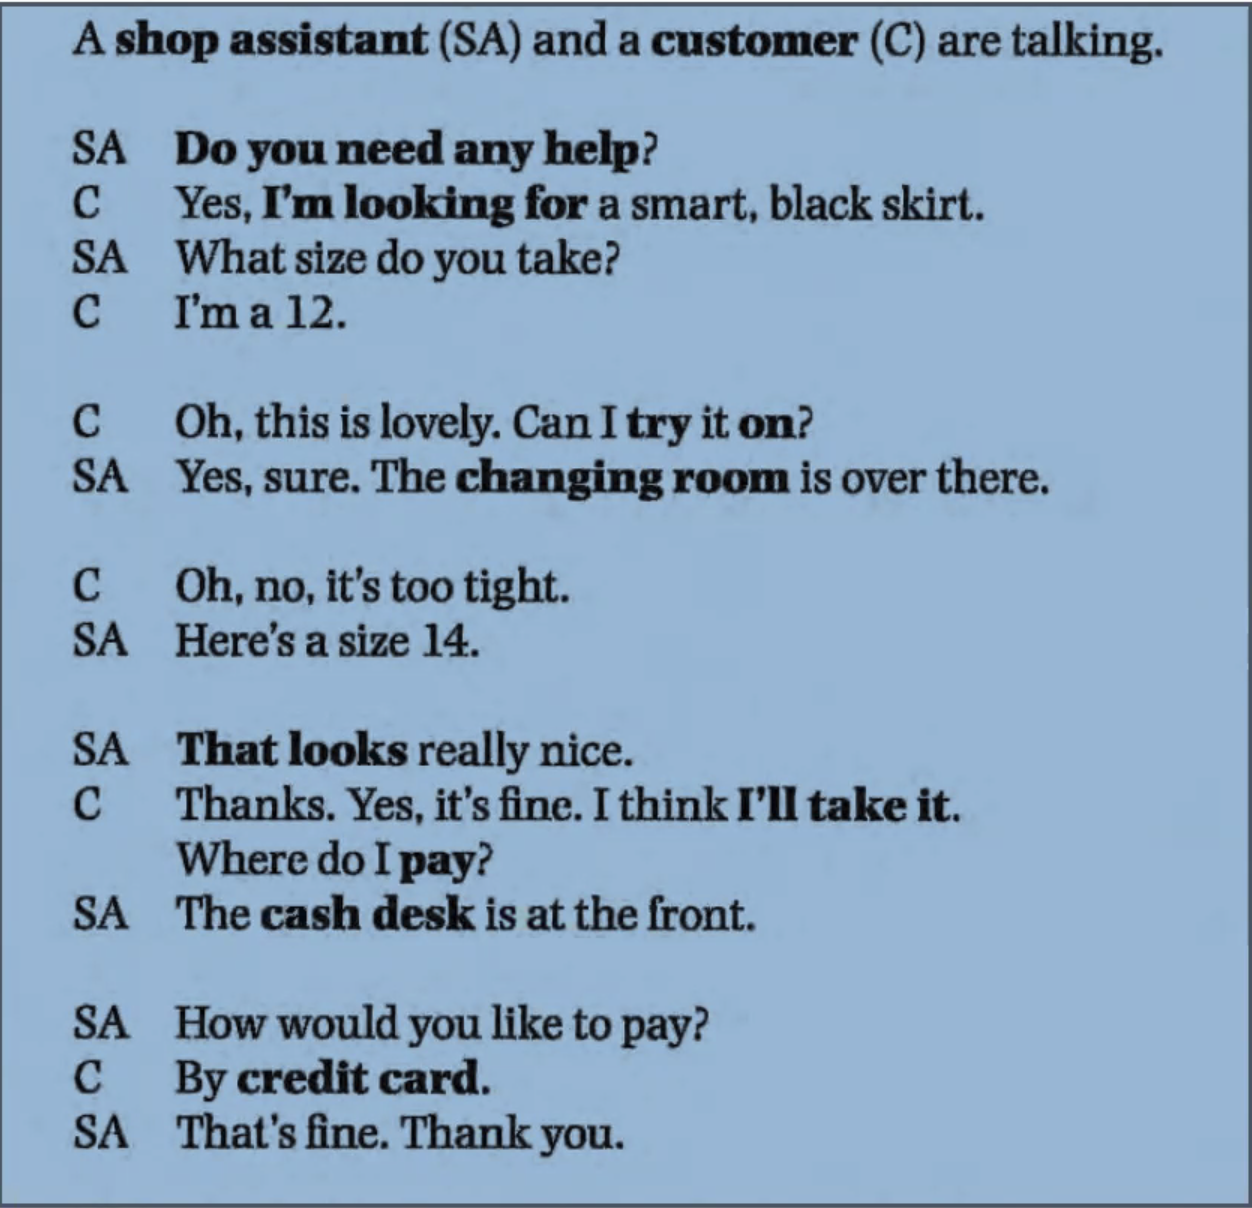 A shop assistant (SA) and a customer (C) are talking.
SA Do you need any help?
C Yes, I'm looking for a smart, black skirt.
SA What size do you take?
C I'm a 12.
C Oh, this is lovely. Can I try it on?
SA Yes, sure. The changing room is over there.
C Oh, no, it's too tight.
SA Here's a size 14.
SA That looks really nice.
C Thanks. Yes, it's fine. I think I'll take it.
Where do I pay?
SA The cash desk is at the front.
SA How would you like to pay?
C By credit card.
SA That's fine. Thank you.